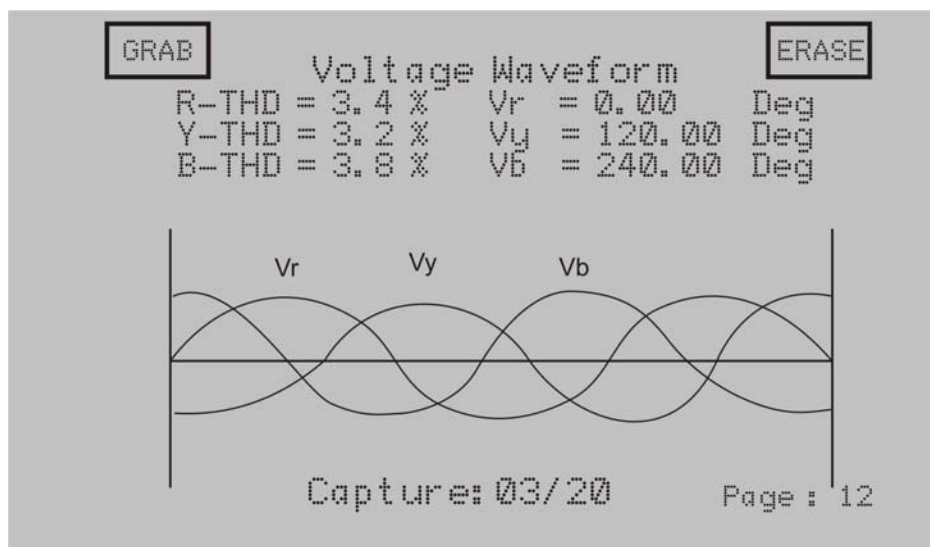 GRAB
ERASE
Voltage Waveform
R-THD = 3.4 % Vr = 0.00 Deg
Y-THD = 3.2 % Vy = 120.00 Deg
B-THD = 3.8 % Vb = 240.00 Deg
Vr Vy Vb
Capture: 03/20
Page : 12